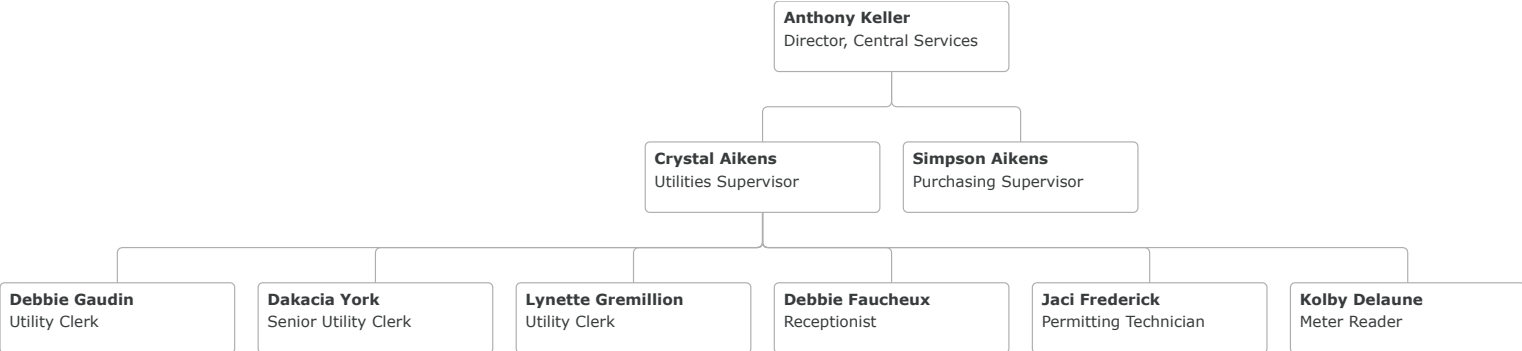 Anthony Keller
Director, Central Services
Crystal Aikens
Utilities Supervisor
Simpson Aikens
Purchasing Supervisor
Debbie Gaudin
Utility Clerk
Dakacia York
Senior Utility Clerk
Lynette Gremillion
Utility Clerk
Debbie Faucheux
Receptionist
Jaci Frederick
Permitting Technician
Kolby Delaune
Meter Reader